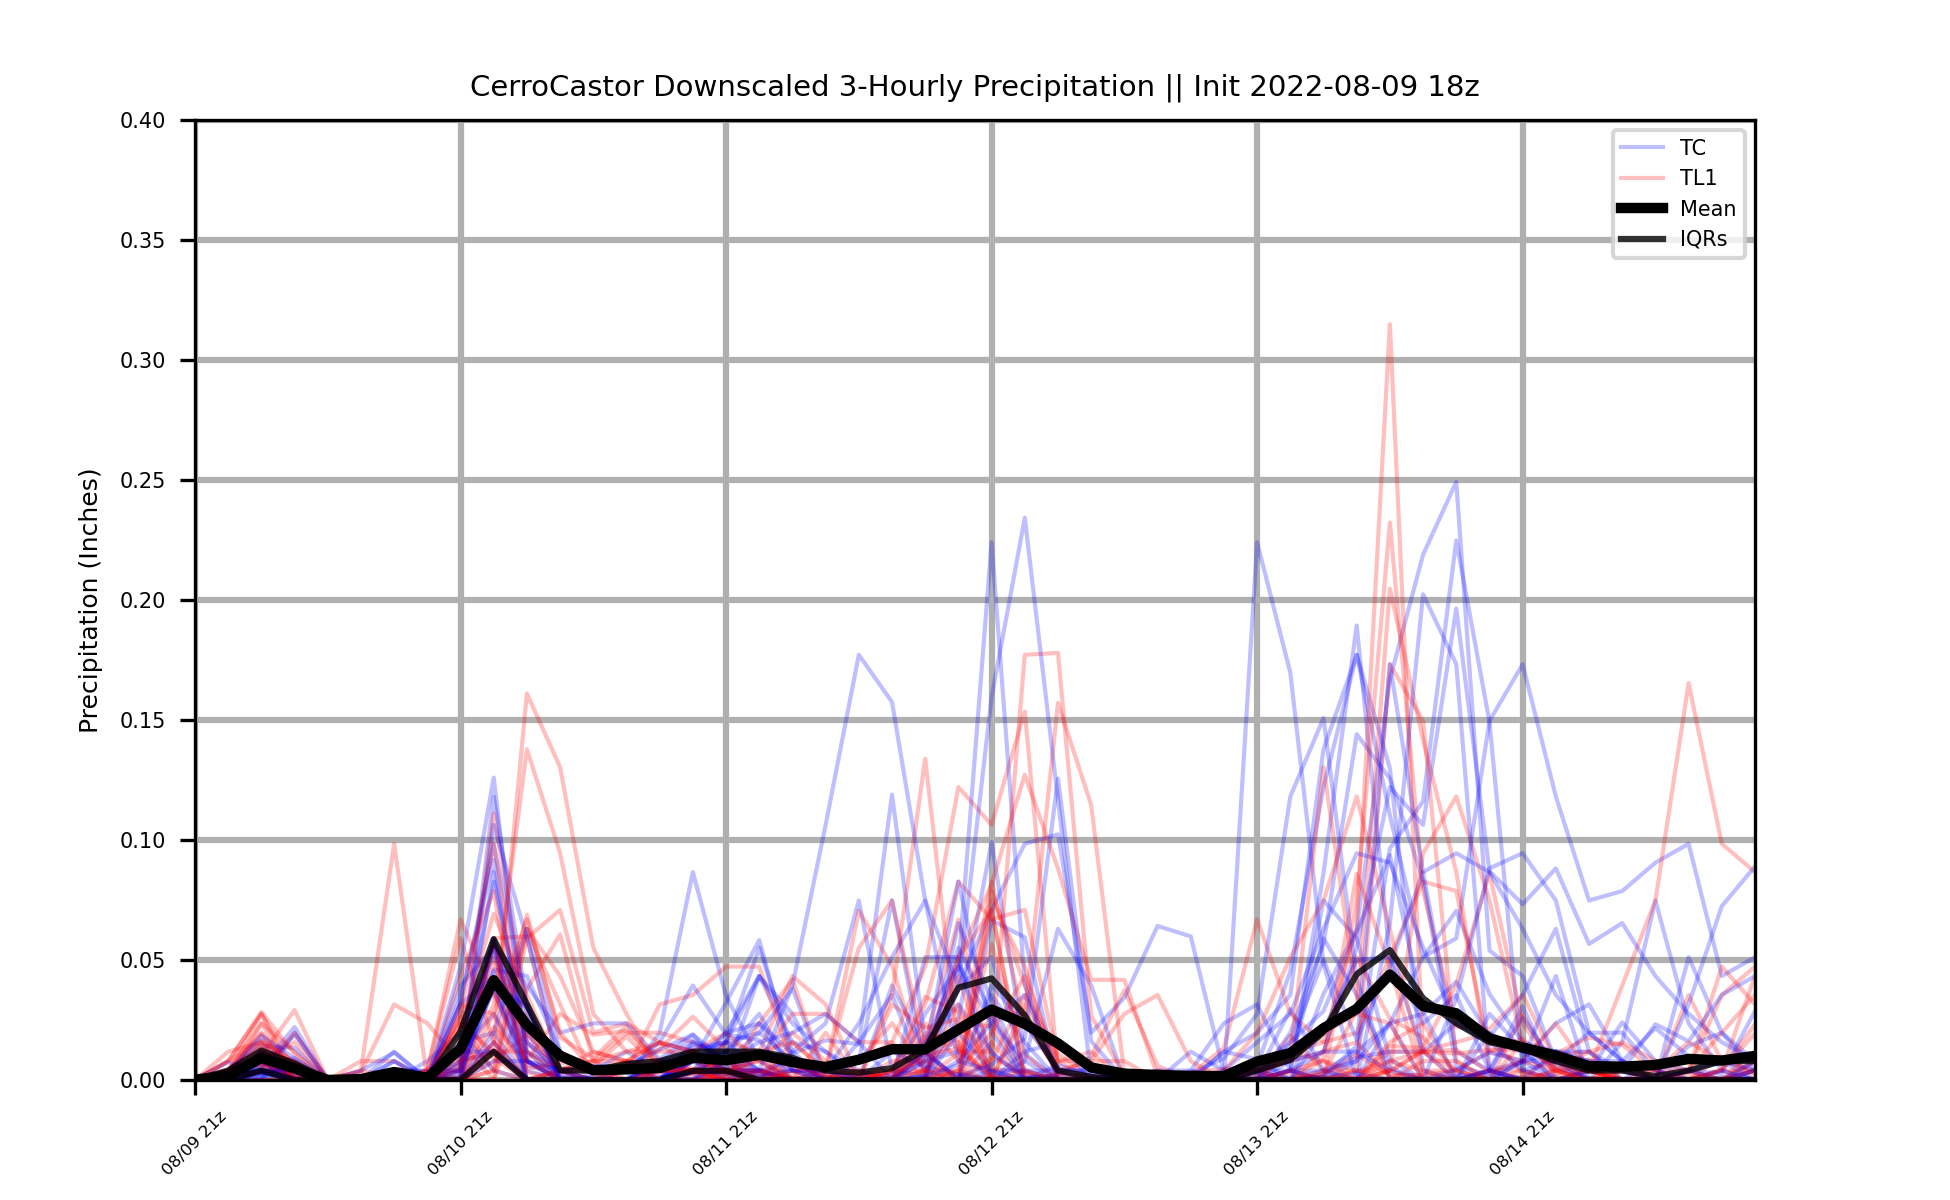 CerroCastor Downscaled 3-Hourly Precipitation || Init 2022-08-09 18z
0.40
0.35
0.30
0.25
0.20
0.15
0.10
0.05
0.00
Precipitation (Inches)
TC
TL1
Mean
IQRs
08/09 21z
08/10 21z
08/11 21z
08/12 21z
08/13 21z
08/14 21z